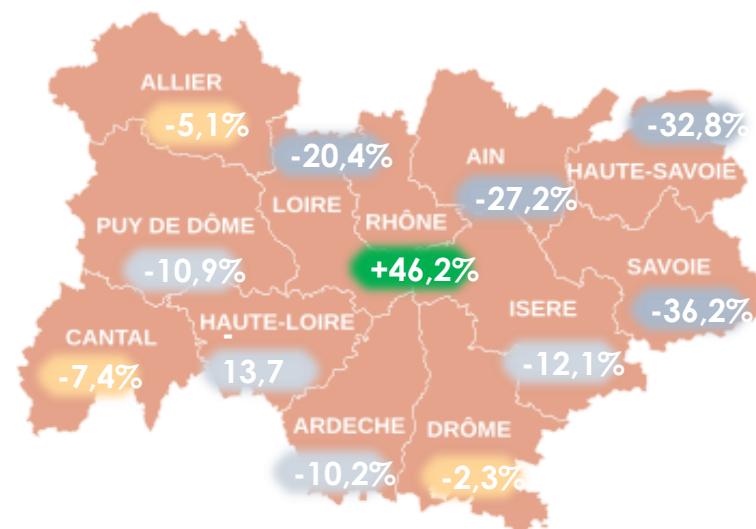 ALLIER
-5,1%
-32,8%
-20,4%
AIN
HAUTE-SAVOIE
-27,2%
LOIRE
RHÔNE
PUY DE DÔME
+46,2%
-10,9%
SAVOIE
-36,2%
ISERE
HAUTE-LOIRE
-
13,7
CANTAL
-12,1%
-7,4%
ARDECHE
DRÔME
-10,2%
-2,3%